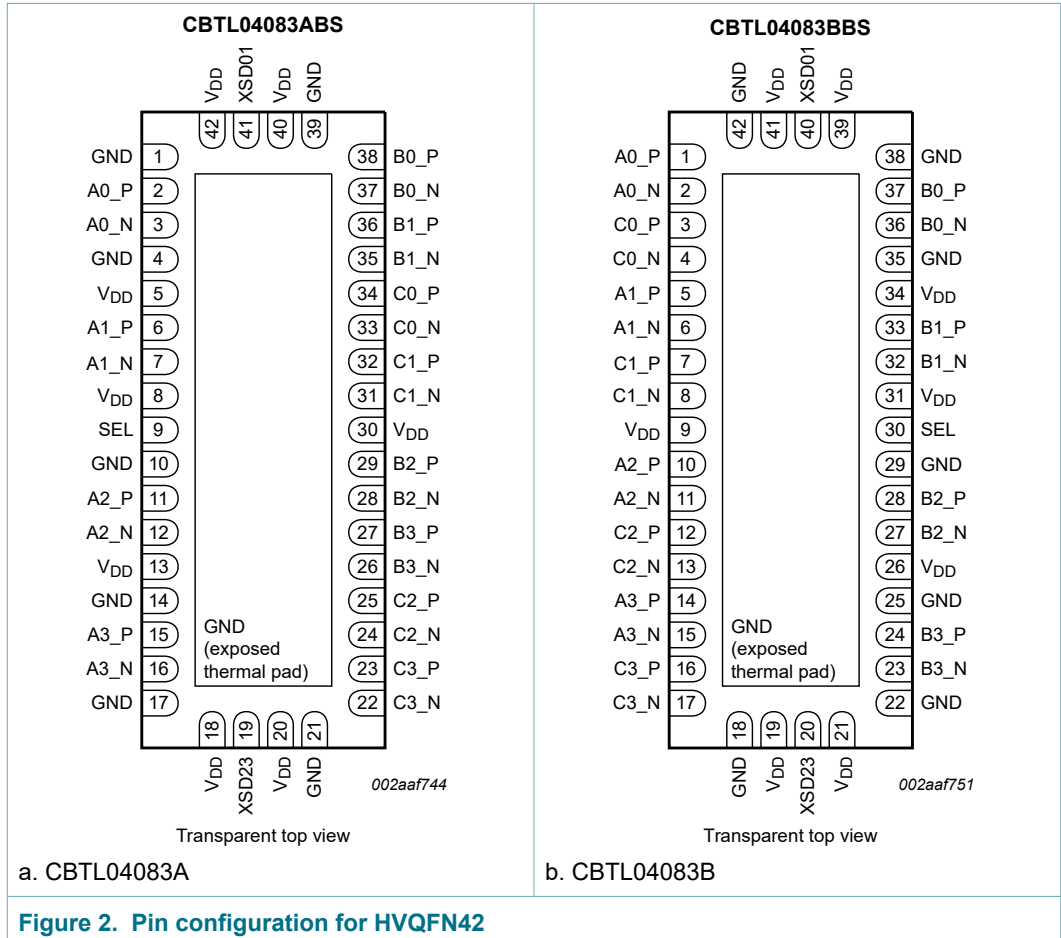 CBTL04083ABS
VDD XSD01 VDD GND
42 41 40 39
GND 1 38 B0_P
A0_P 2 37 B0_N
A0_N 3 36 B1_P
GND 4 35 B1_N
VDD 5 34 C0_P
A1_P 6 33 C0_N
A1_N 7 32 C1_P
VDD 8 31 C1_N
SEL 9 30 VDD
GND 10 29 B2_P
A2_P 11 28 B2_N
A2_N 12 27 B3_P
VDD 13 26 B3_N
GND 14 25 C2_P
A3_P 15 24 C2_N
A3_N 16 23 C3_P
GND 17 22 C3_N
GND
(exposed
thermal pad)
18 19 20 21
VDD XSD23 VDD GND
002aaf744
Transparent top view
a. CBTL04083A
CBTL04083BBS
GND VDD XSD01 VDD
42 41 40 39
A0_P 1 38 GND
A0_N 2 37 B0_P
C0_P 3 36 B0_N
C0_N 4 35 GND
A1_P 5 34 VDD
A1_N 6 33 B1_P
C1_P 7 32 B1_N
C1_N 8 31 VDD
VDD 9 30 SEL
A2_P 10 29 GND
A2_N 11 28 B2_P
C2_P 12 27 B2_N
C2_N 13 26 VDD
A3_P 14 25 GND
A3_N 15 24 B3_P
C3_P 16 23 B3_N
C3_N 17 22 GND
GND
(exposed
thermal pad)
18 19 20 21
GND VDD XSD23 VDD
002aaf751
Transparent top view
b. CBTL04083B
Figure 2. Pin configuration for HVQFN42